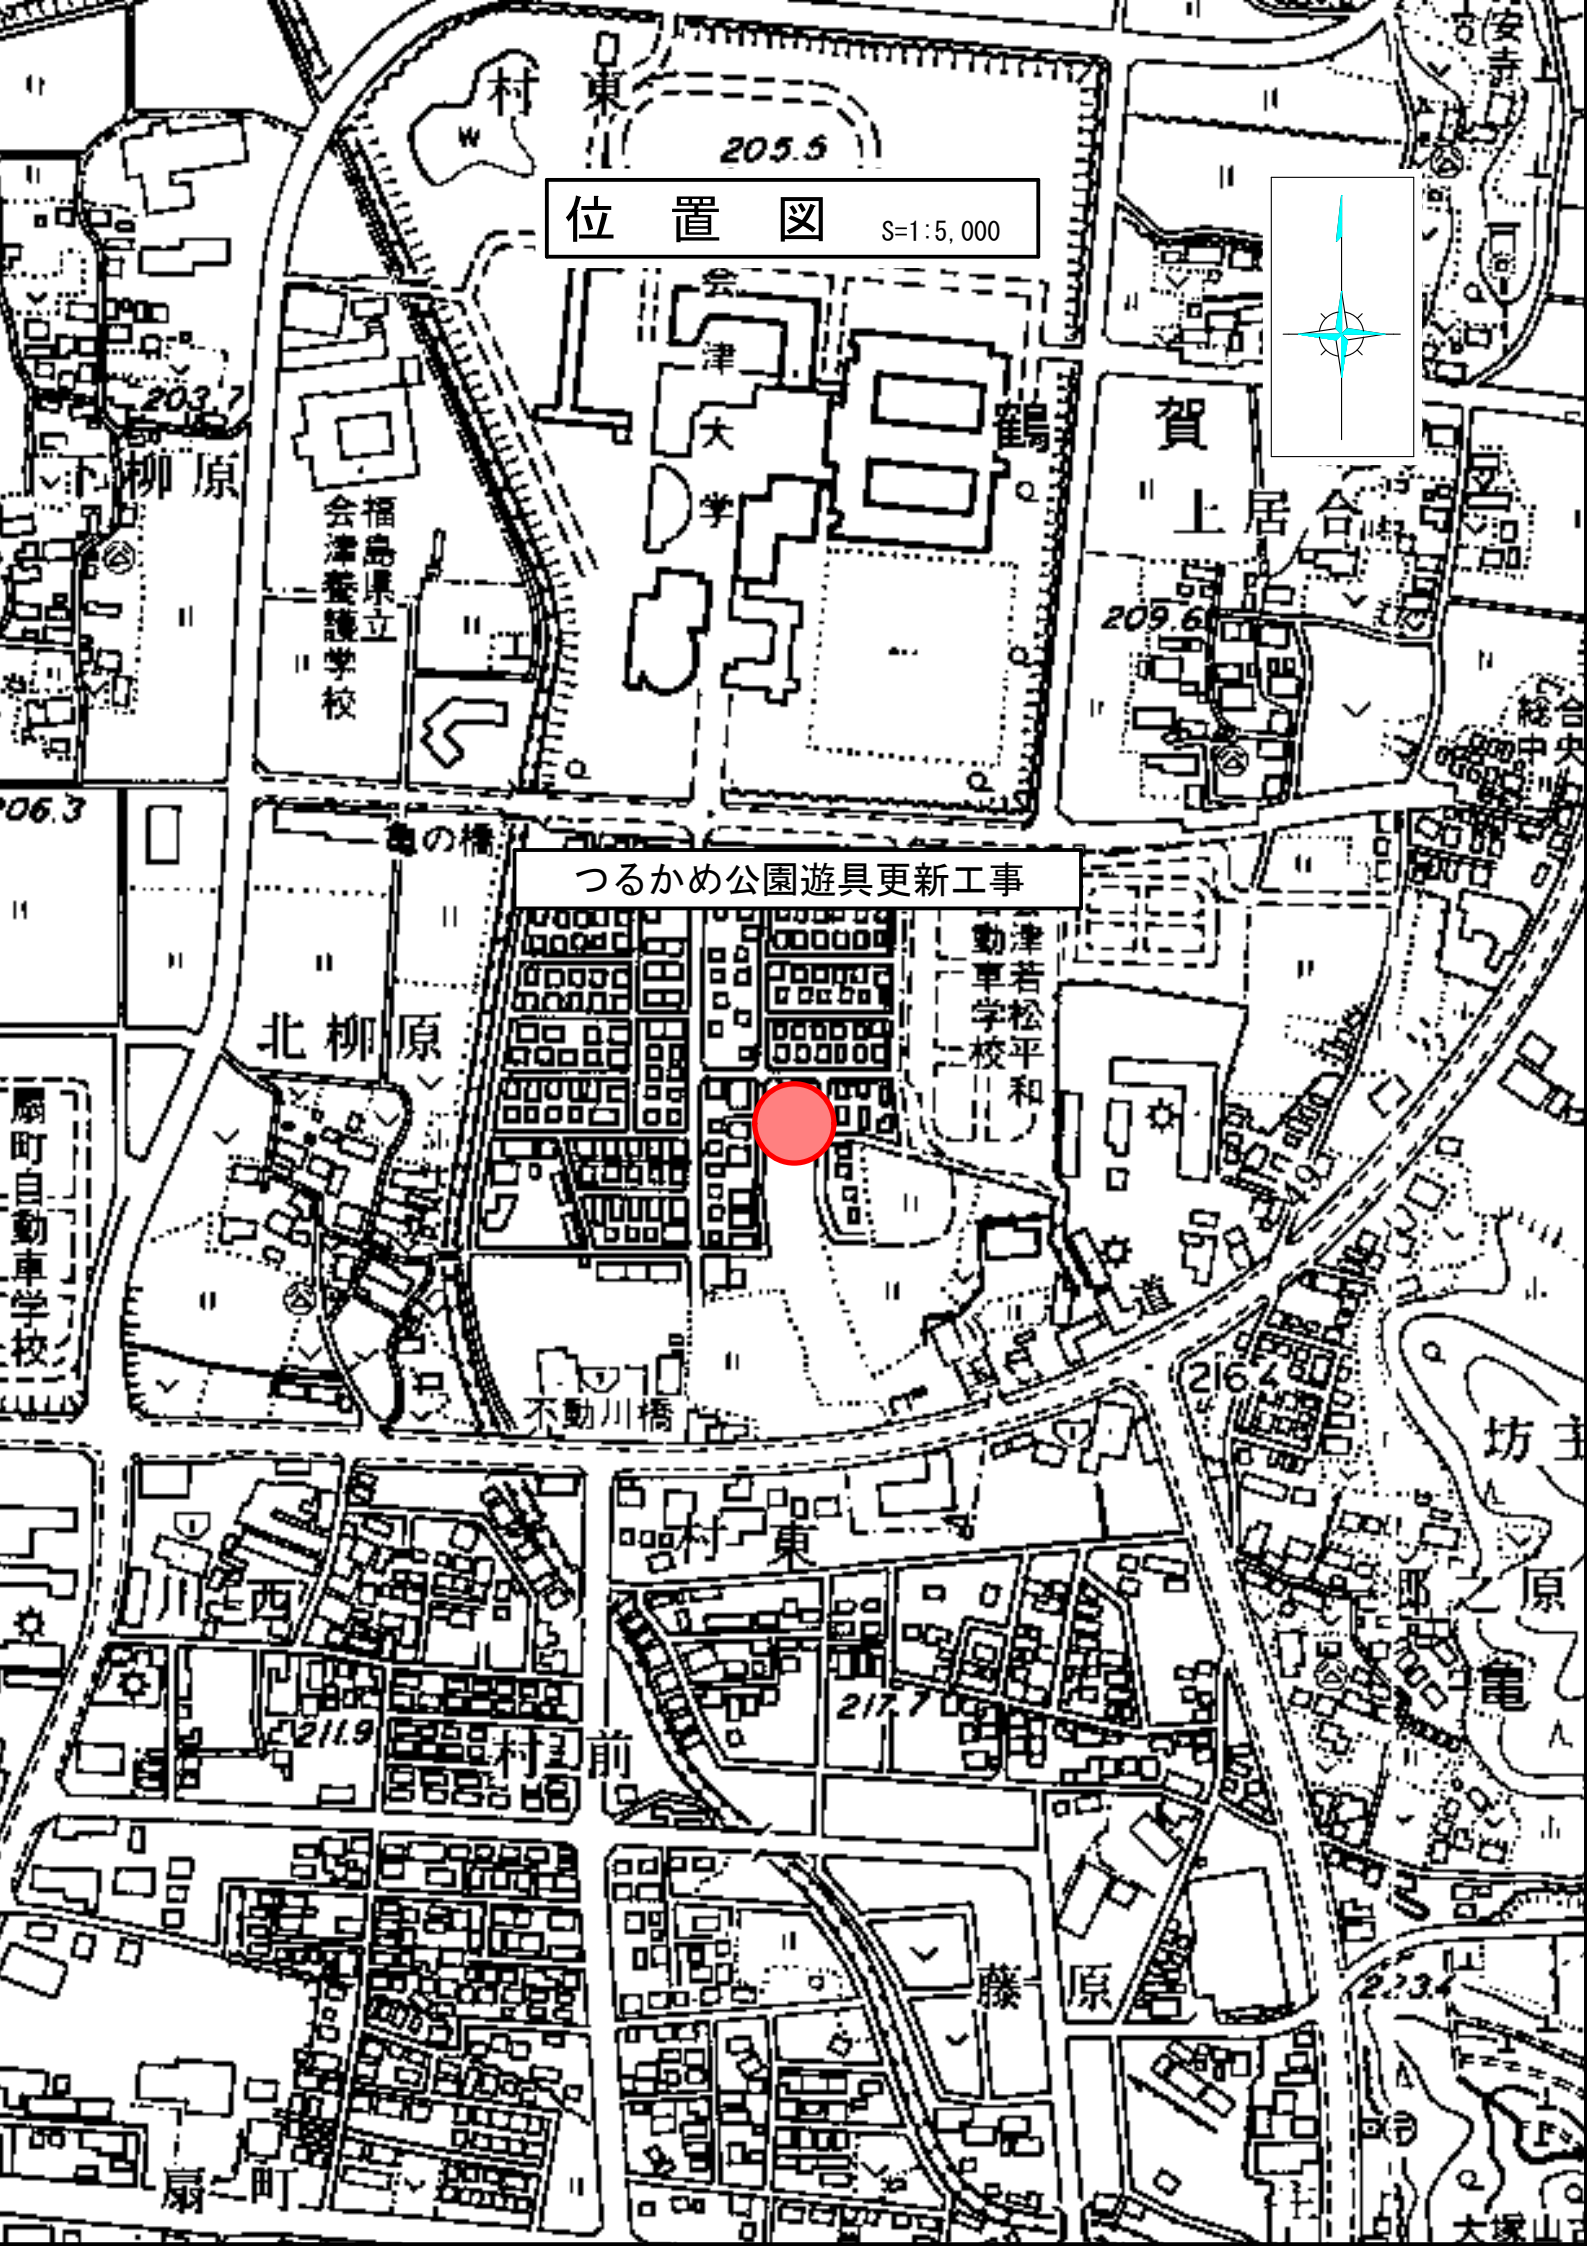 安寺
村東
W
205.5
位置図 S=1:5,000
会津大学
203.7
鶴
賀
柳原
上居合
福島県立
会津養護学校
209.6
総合
中央
206.3
亀の橋
つるかめ公園遊具更新工事
会津若松平和
自動車学校
北柳原
扇町自動車学校
49
道
216.4
不動川橋
坊主
村東
川西
之原
亀
217.7
211.9
村前
藤原
223.4
扇町
大塚山古